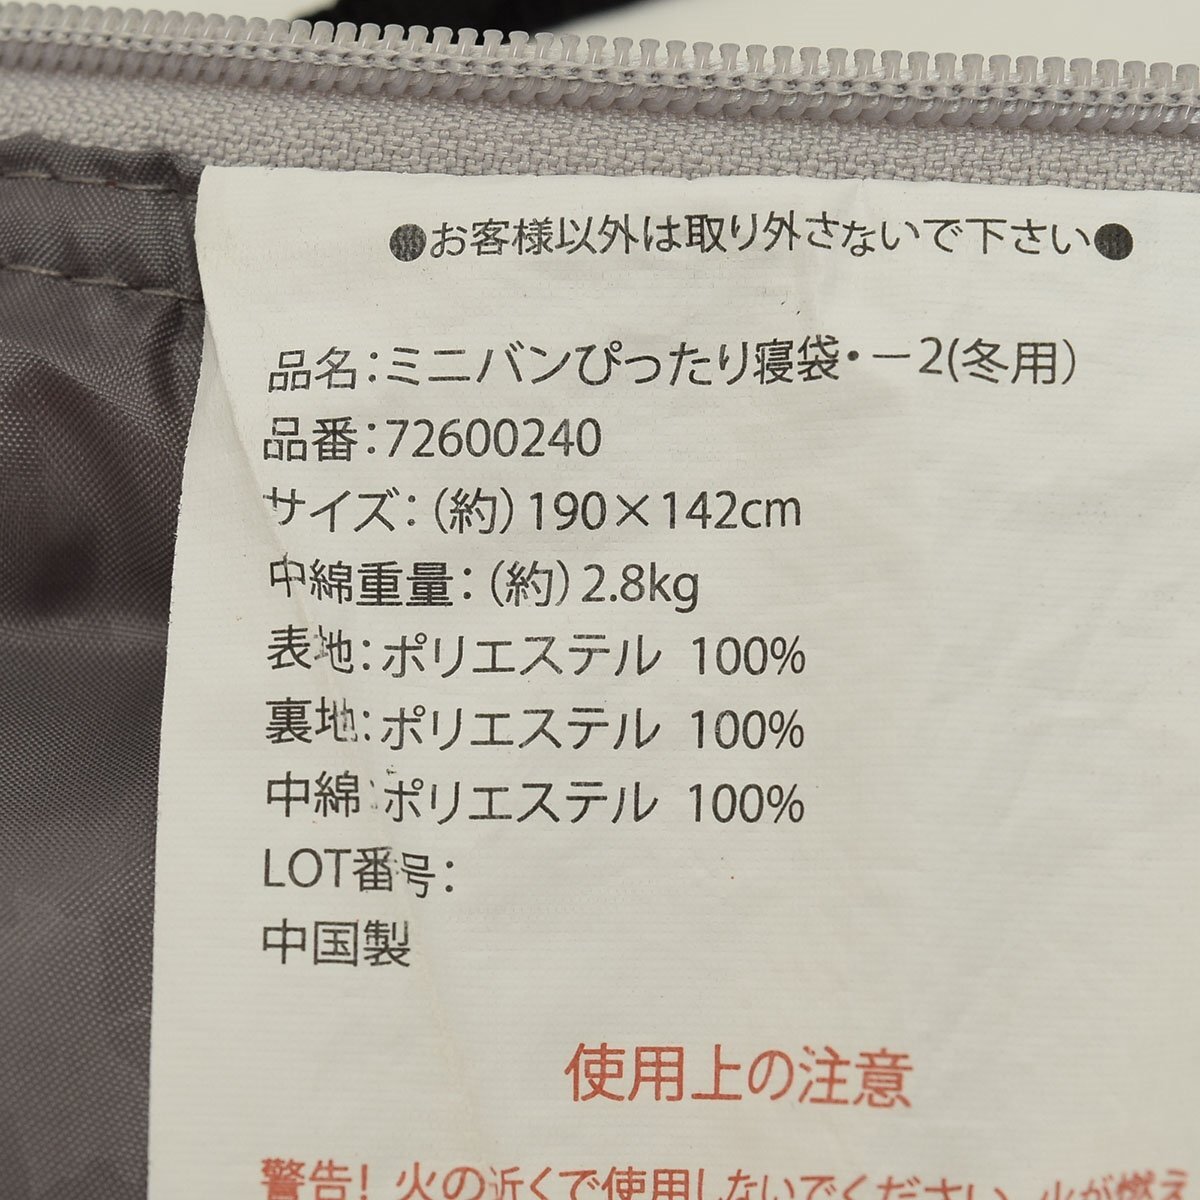 ●お客様以外は取り外さないで下さい●
品名：ミニバンぴったり寝袋・－2(冬用)
品番：72600240
サイズ：(約)190×142cm
中綿重量：(約)2.8kg
表地：ポリエステル 100%
裏地：ポリエステル 100%
中綿：ポリエステル 100%
LOT番号：
中国製
使用上の注意
警告！火の近くで使用しないでください。火が燃え